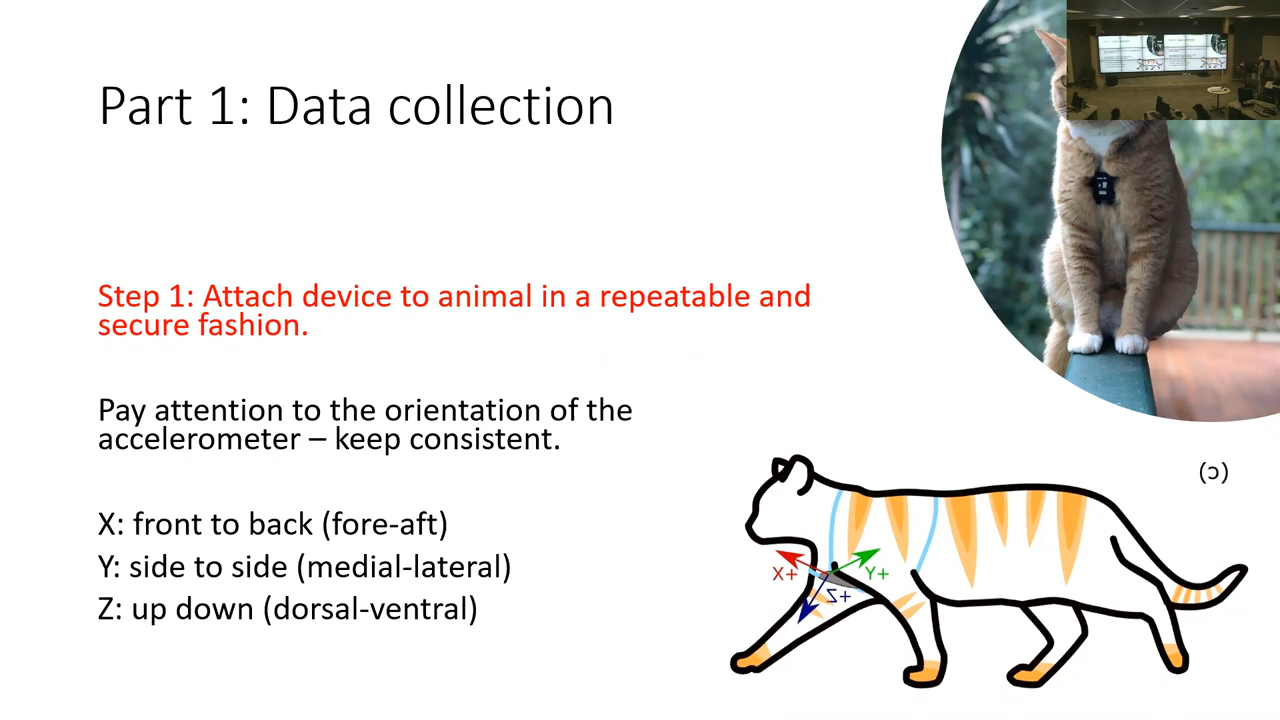 Part 1: Data collection
Step 1: Attach device to animal in a repeatable and
secure fashion.
Pay attention to the orientation of the
accelerometer – keep consistent.
X: front to back (fore-aft)
Y: side to side (medial-lateral)
Z: up down (dorsal-ventral)
(ɔ)
X+
Y+
Z+